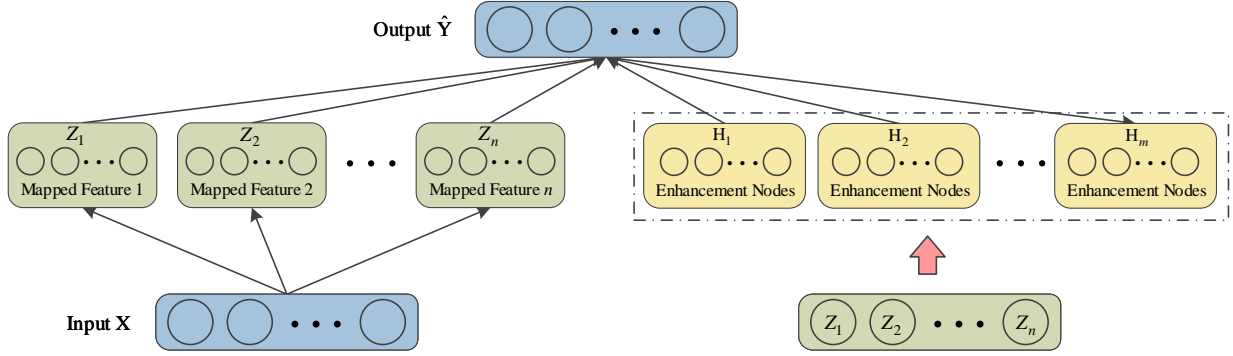 Output Ŷ
Z1
Mapped Feature 1
Z2
Mapped Feature 2
Zn
Mapped Feature n
H1
Enhancement Nodes
H2
Enhancement Nodes
Hm
Enhancement Nodes
Input X
Z1 Z2 Zn